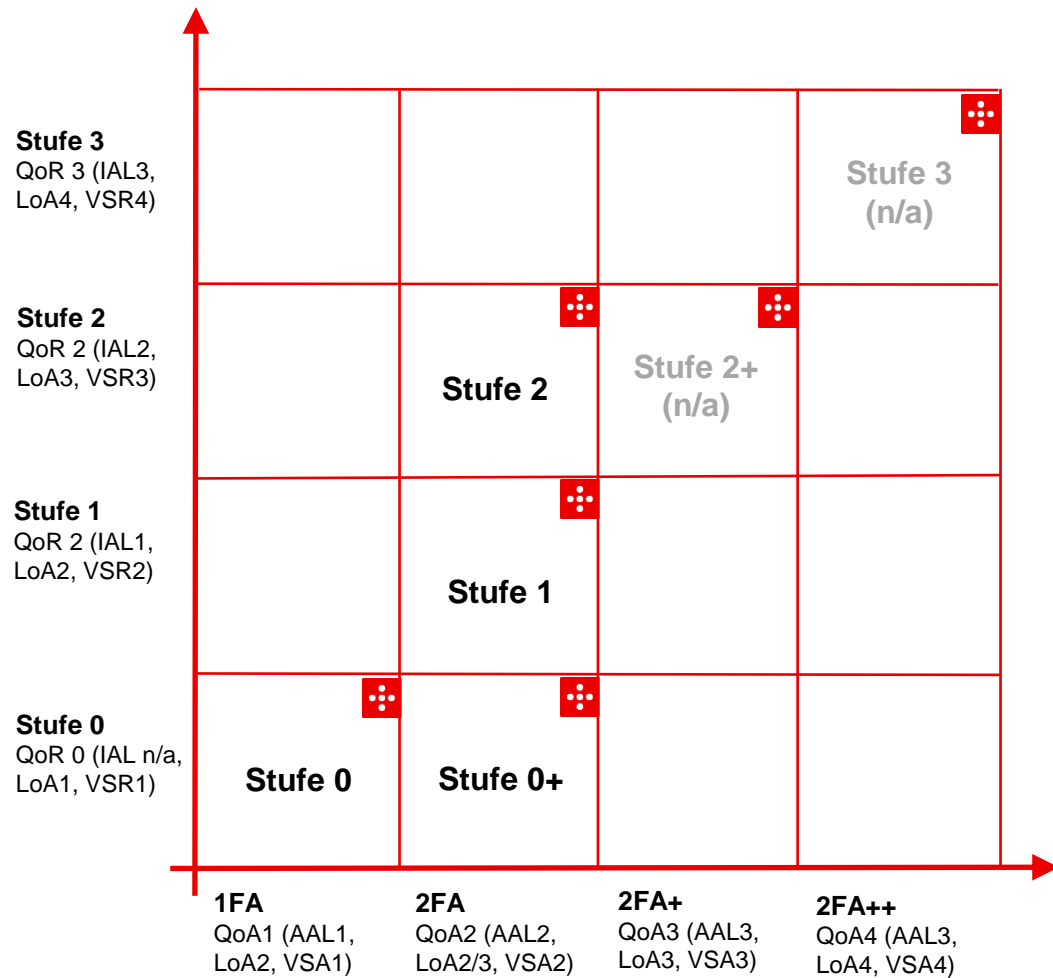 Stufe 3
QoR 3 (IAL3,
LoA4, VSR4)
Stufe 3
(n/a)
Stufe 2
QoR 2 (IAL2,
LoA3, VSR3)
Stufe 2
Stufe 2+
(n/a)
Stufe 1
QoR 2 (IAL1,
LoA2, VSR2)
Stufe 1
Stufe 0
QoR 0 (IAL n/a,
LoA1, VSR1)
Stufe 0
Stufe 0+
1FA
QoA1 (AAL1,
LoA2, VSA1)
2FA
QoA2 (AAL2,
LoA2/3, VSA2)
2FA+
QoA3 (AAL3,
LoA3, VSA3)
2FA++
QoA4 (AAL3,
LoA4, VSA4)